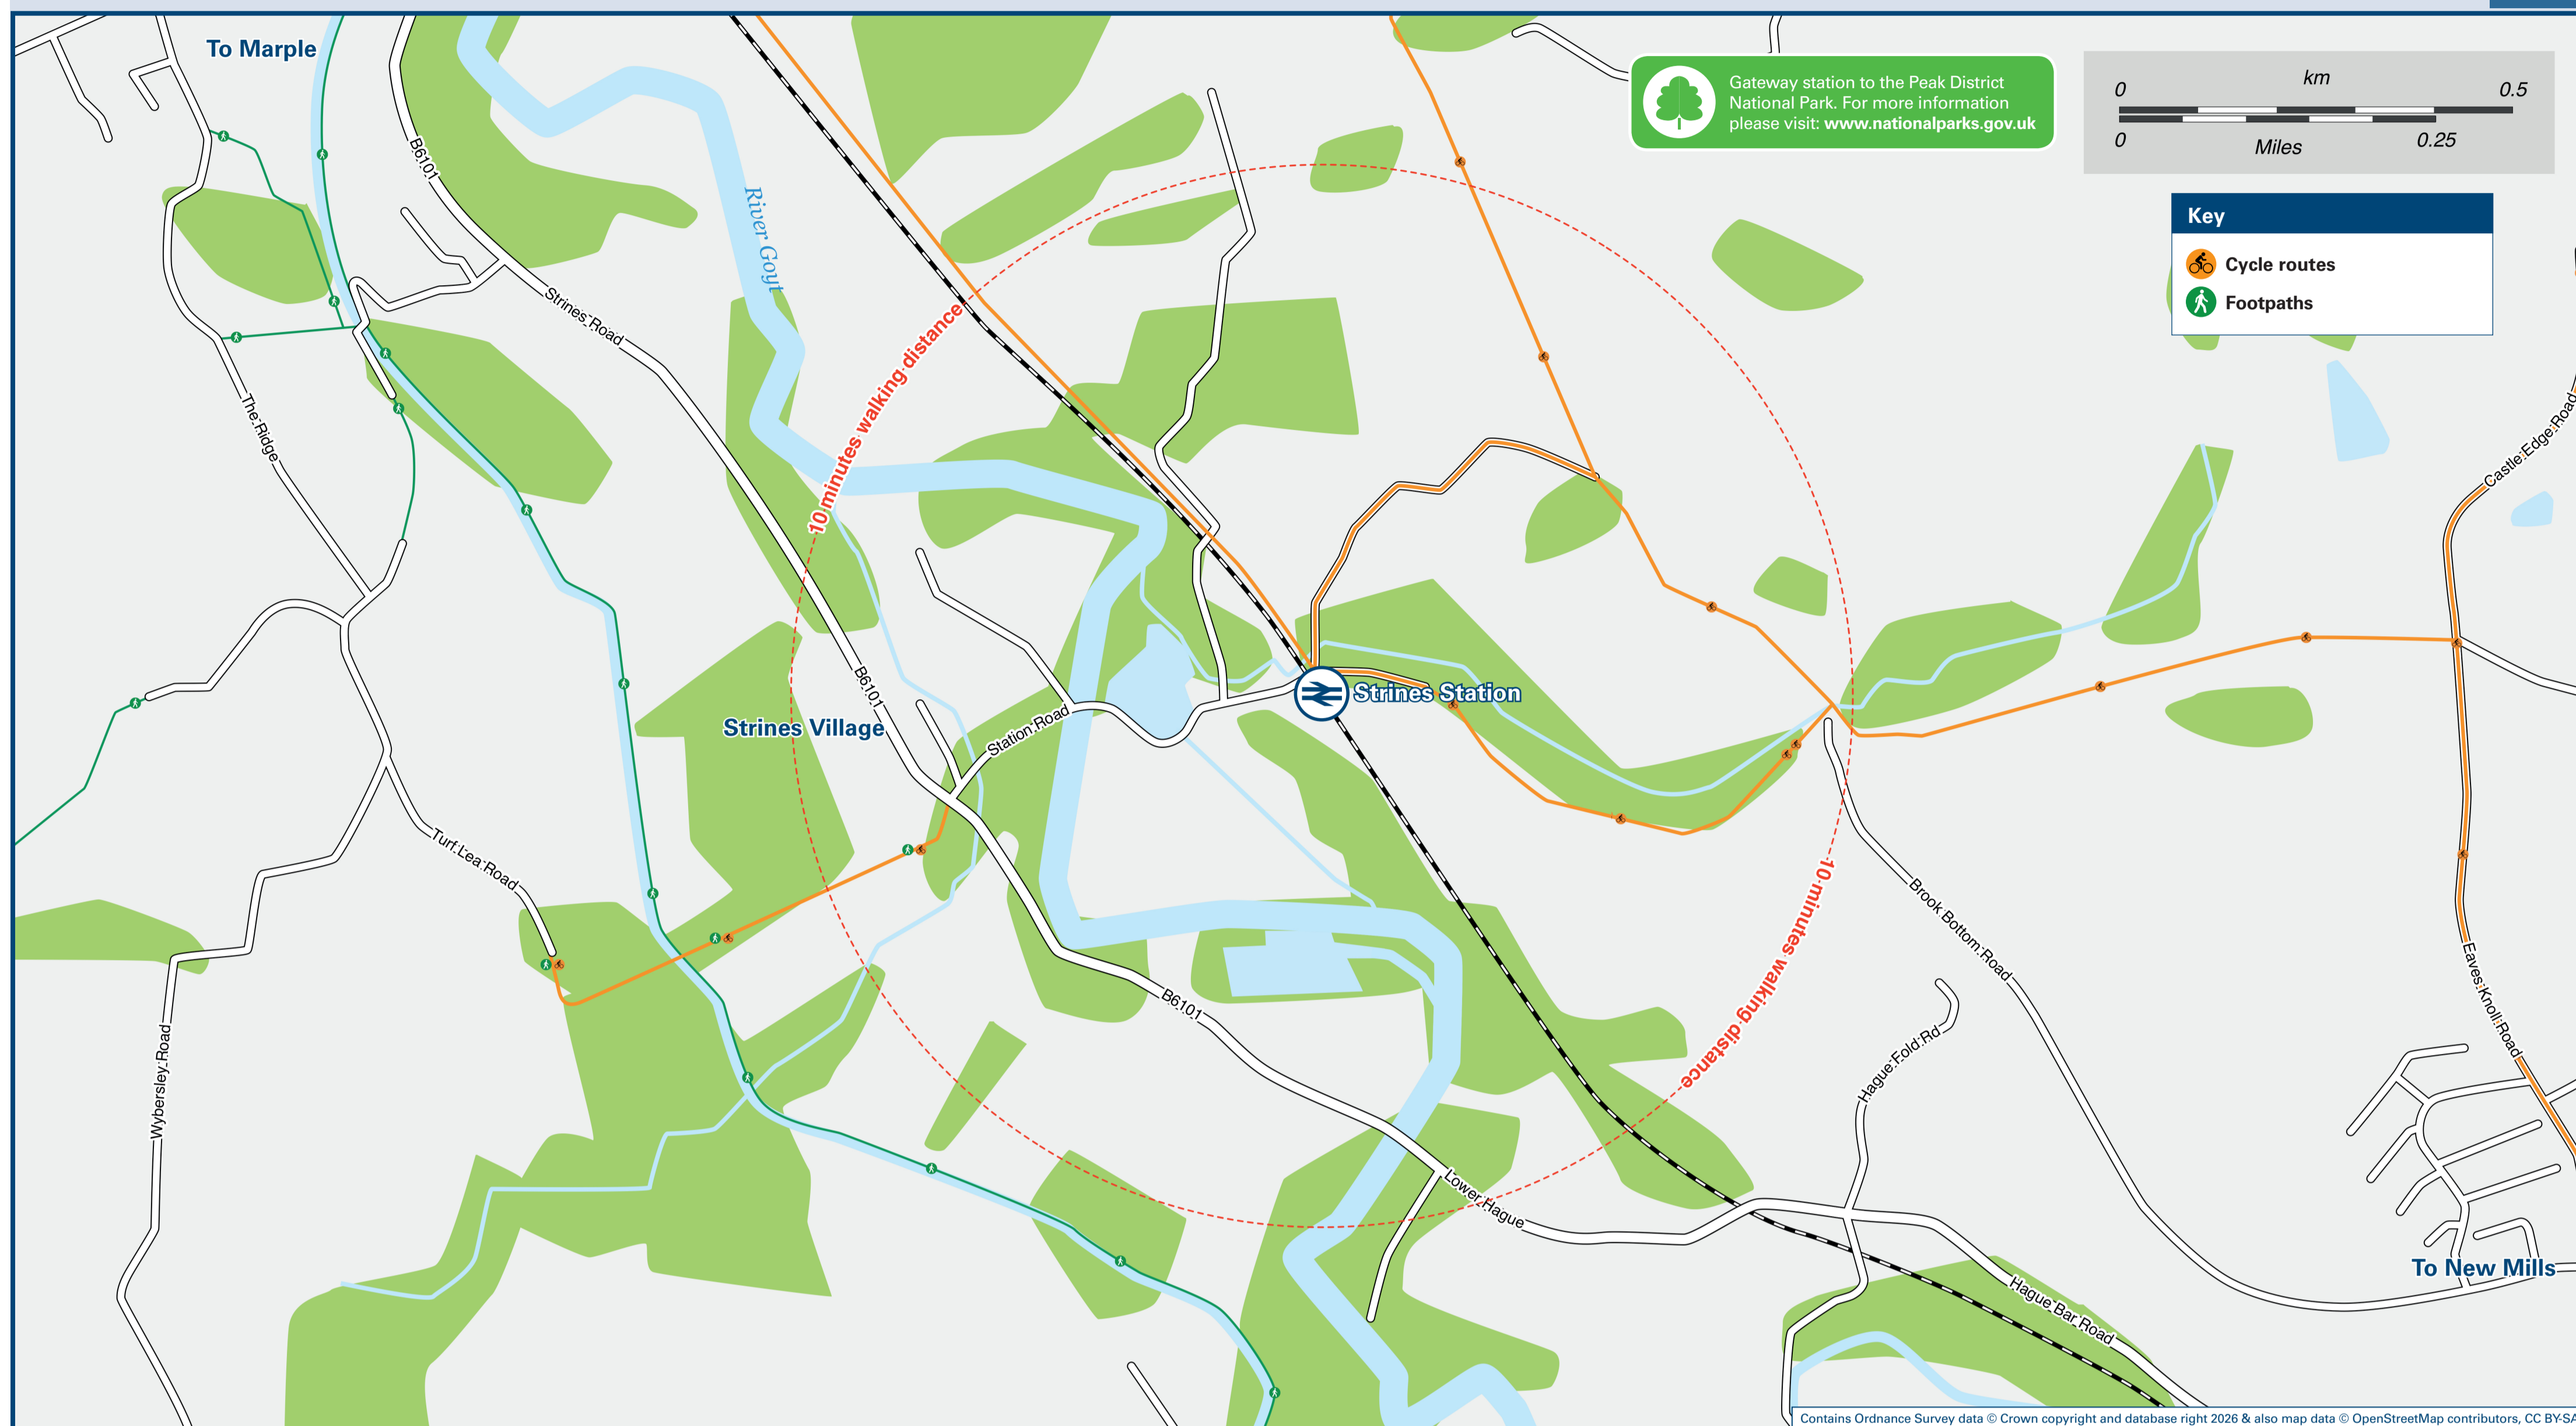 To Marple
Gateway station to the Peak District
National Park. For more information
please visit: www.nationalparks.gov.uk
km
0 0.5
0 0.25
Miles
Key
Cycle routes
Footpaths
B6101
River Goyt
Strines Road
10 minutes walking distance
The Ridge
Castle Edge Road
B6101
Strines Village
Station Road
Strines Station
Turf Lea Road
10 minutes walking distance
Brook Bottom Road
Eaves Knoll Road
B6101
Hague Fold Rd
Wybersley Road
Lower Hague
Hague Bar Road
To New Mills
Contains Ordnance Survey data © Crown copyright and database right 2026 & also map data © OpenStreetMap contributors, CC BY-SA